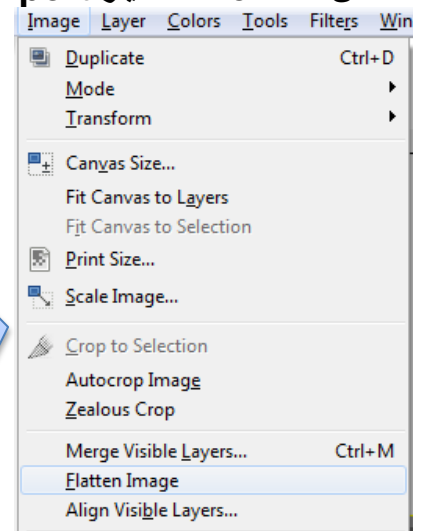 Image Layer Colors Tools Filters Win
Duplicate Ctrl+D
Mode
Transform
Canvas Size...
Fit Canvas to Layers
Fit Canvas to Selection
Print Size...
Scale Image...
Crop to Selection
Autocrop Image
Zealous Crop
Merge Visible Layers... Ctrl+M
Flatten Image
Align Visible Layers...